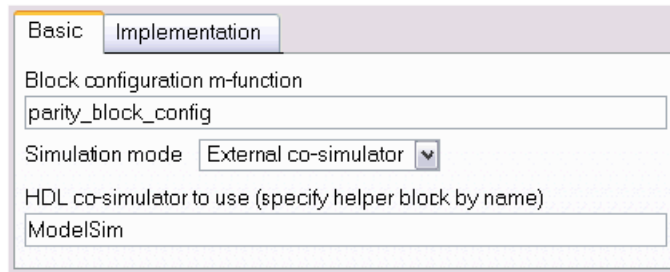 Basic Implementation
Block configuration m-function
parity_block_config
Simulation mode External co-simulator
HDL co-simulator to use (specify helper block by name)
ModelSim